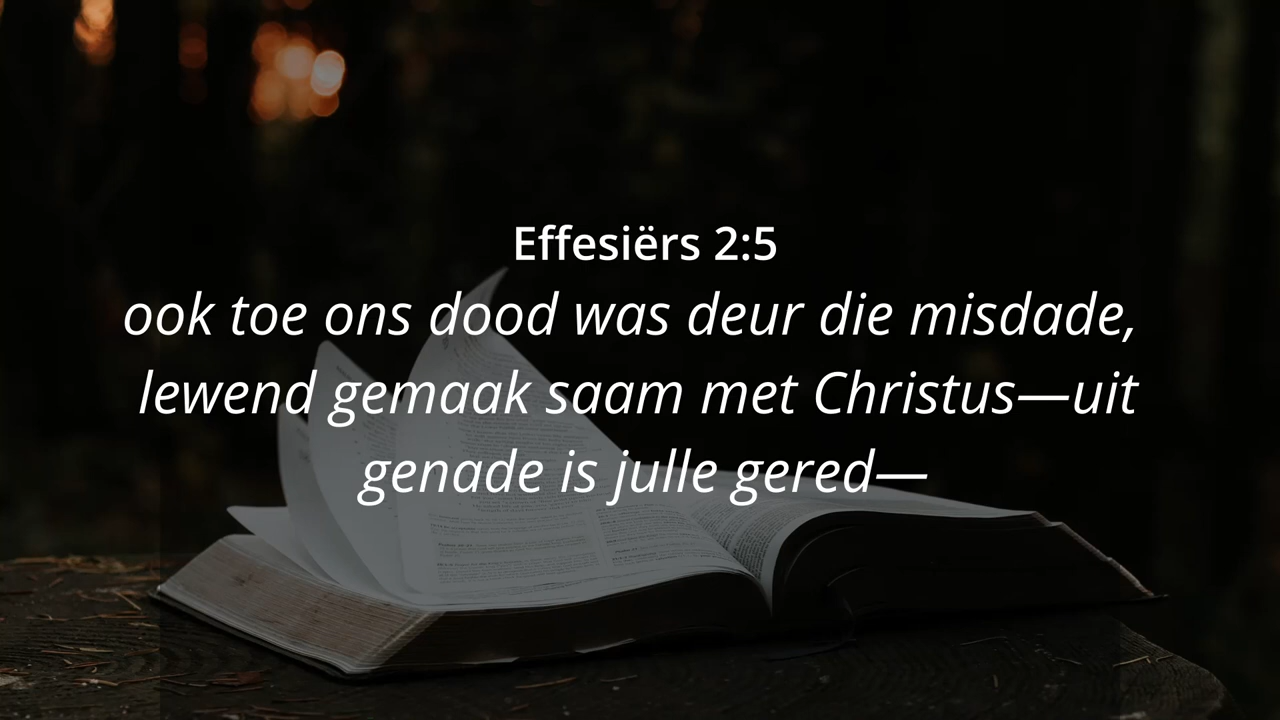 Effesiërs 2:5
ook toe ons dood was deur die misdade,
lewend gemaak saam met Christus—uit
genade is julle gered—